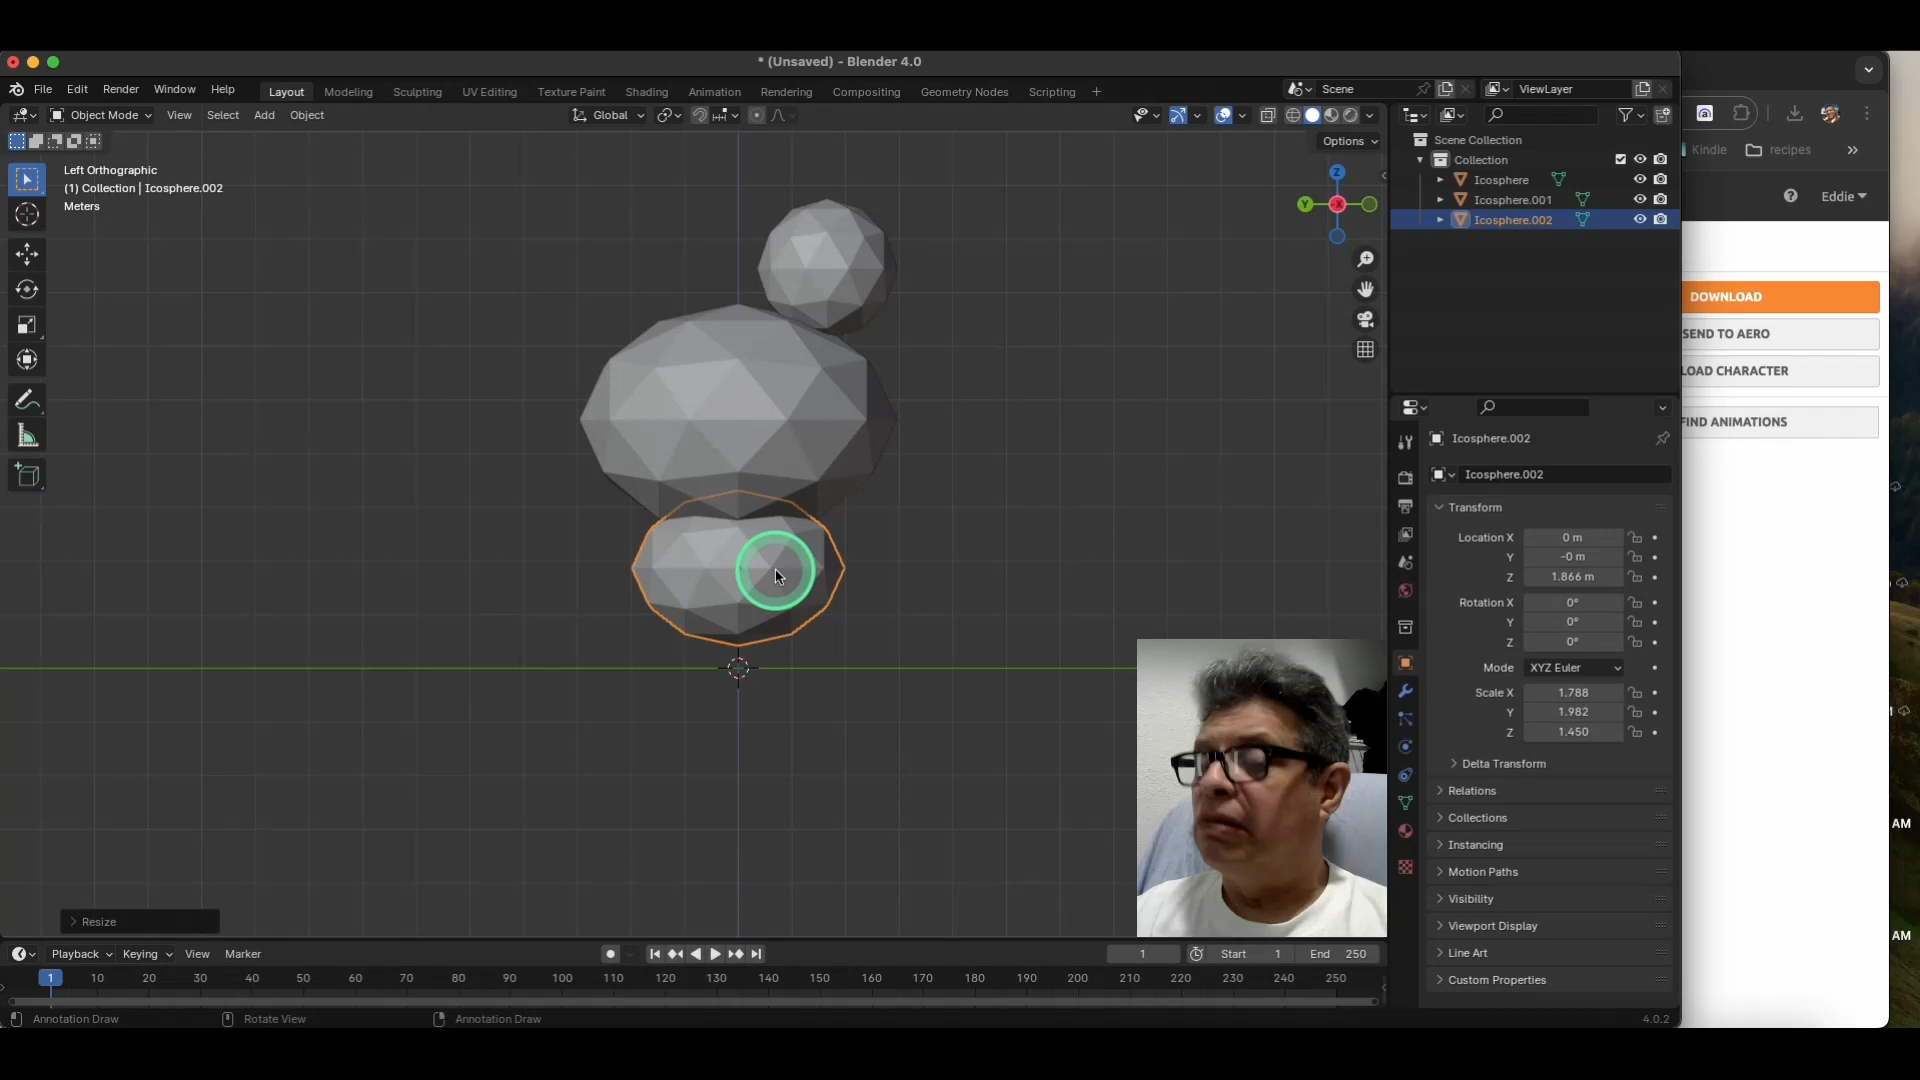 * (Unsaved) - Blender 4.0
File Edit Render Window Help Layout Modeling Sculpting UV Editing Texture Paint Shading Animation Rendering Compositing Geometry Nodes Scripting + Scene ViewLayer
Object Mode View Select Add Object Global
Options
Left Orthographic
(1) Collection | Icosphere.002
Meters
Z
Y
-X
Scene Collection
Collection
Icosphere
Icosphere.001
Icosphere.002
Kindle recipes
Eddie
DOWNLOAD
SEND TO AERO
LOAD CHARACTER
FIND ANIMATIONS
Icosphere.002
Icosphere.002
Transform
Location X 0 m
Y -0 m
Z 1.866 m
Rotation X 0°
Y 0°
Z 0°
Mode XYZ Euler
Scale X 1.788
Y 1.982
Z 1.450
Delta Transform
Relations
Collections
Instancing
Motion Paths
Visibility
Viewport Display
Line Art
Custom Properties
AM
AM
Resize
Playback Keying View Marker 1 Start 1 End 250
1 10 20 30 40 50 60 70 80 90 100 110 120 130 140 150 160 170 180 190 200 210 220 230 240 250
Annotation Draw Rotate View Annotation Draw 4.0.2